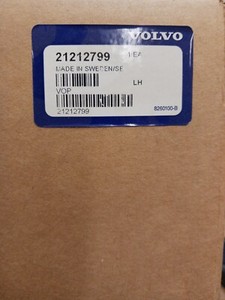 VOLVO
21212799 1/EA
MADE IN SWEDEN/SE
LH
VOP
21212799
8260100-B